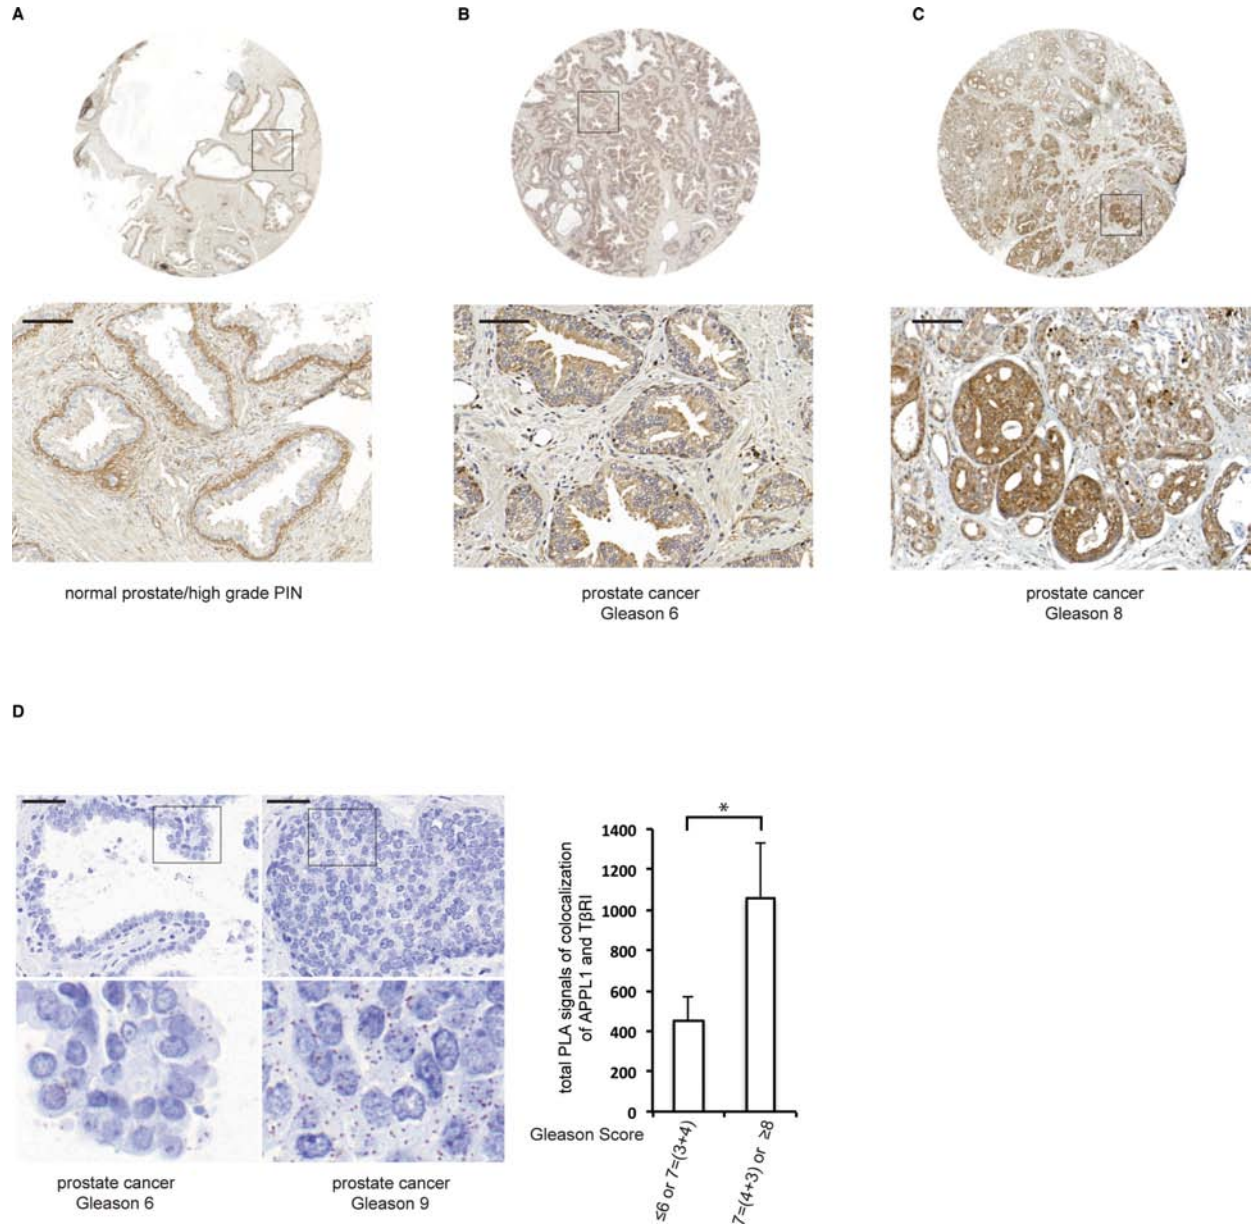 A
B
C
normal prostate/high grade PIN
prostate cancer
Gleason 6
prostate cancer
Gleason 8
D
prostate cancer
Gleason 6
prostate cancer
Gleason 9
total PLA signals of colocalization
of APPL1 and TβRI
*
1400
1200
1000
800
600
400
200
0
Gleason Score
≤6 or 7=(3+4)
7=(4+3) or ≥8